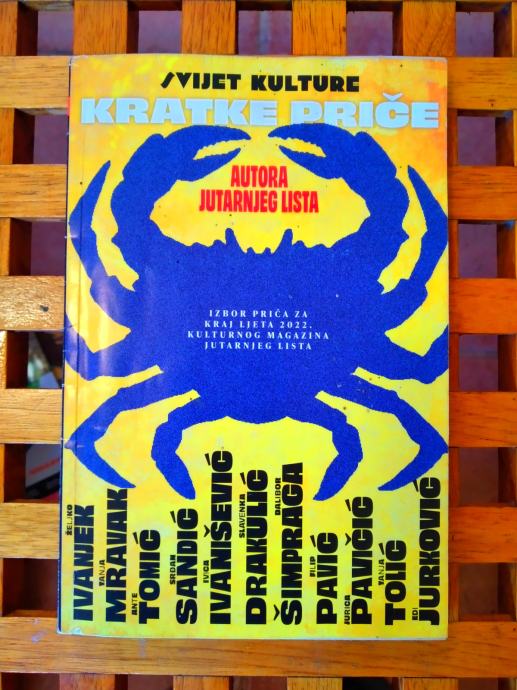 SVIJET KULTURE
KRATKE PRIČE
AUTORA
JUTARNJEG LISTA
IZBOR PRIČA ZA
KRAJ LJETA 2022.
KULTURNOG MAGAZINA
JUTARNJEG LISTA
ŽELJKO
IVANJEK
TANJA
MRAVAK
ANTE
TOMIĆ
SRĐAN
SANDIĆ
IVICA
IVANIŠEVIĆ
SLAVENKA
DRAKULIĆ
DALIBOR
ŠIMPRAGA
FILIP
PAVIĆ
JURICA
PAVIČIĆ
TANJA
TOLIĆ
EDI
JURKOVIĆ